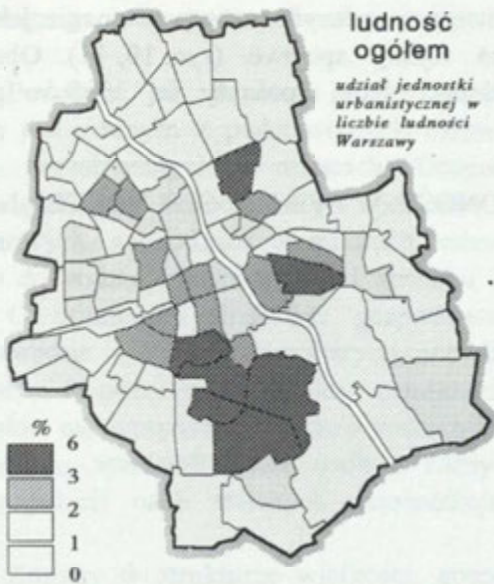 ludność
ogółem
udział jednostki
urbanistycznej w
liczbie ludności
Warszawy
%
6
3
2
1
0